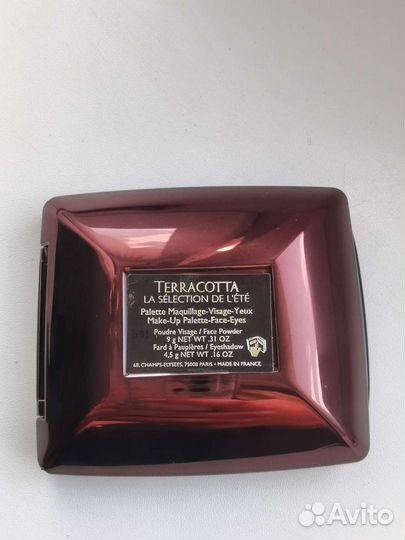 TERRACOTTA
LA SÉLECTION DE L'ÉTÉ
Palette Maquillage-Visage-Yeux
Make-Up Palette-Face-Eyes
Poudre Visage / Face Powder
9 g NET WT .31 OZ
Fard à Paupières / Eyeshadow
4,5 g NET WT .16 OZ
68, CHAMPS-ELYSEES, 75008 PARIS • MADE IN FRANCE
Avito